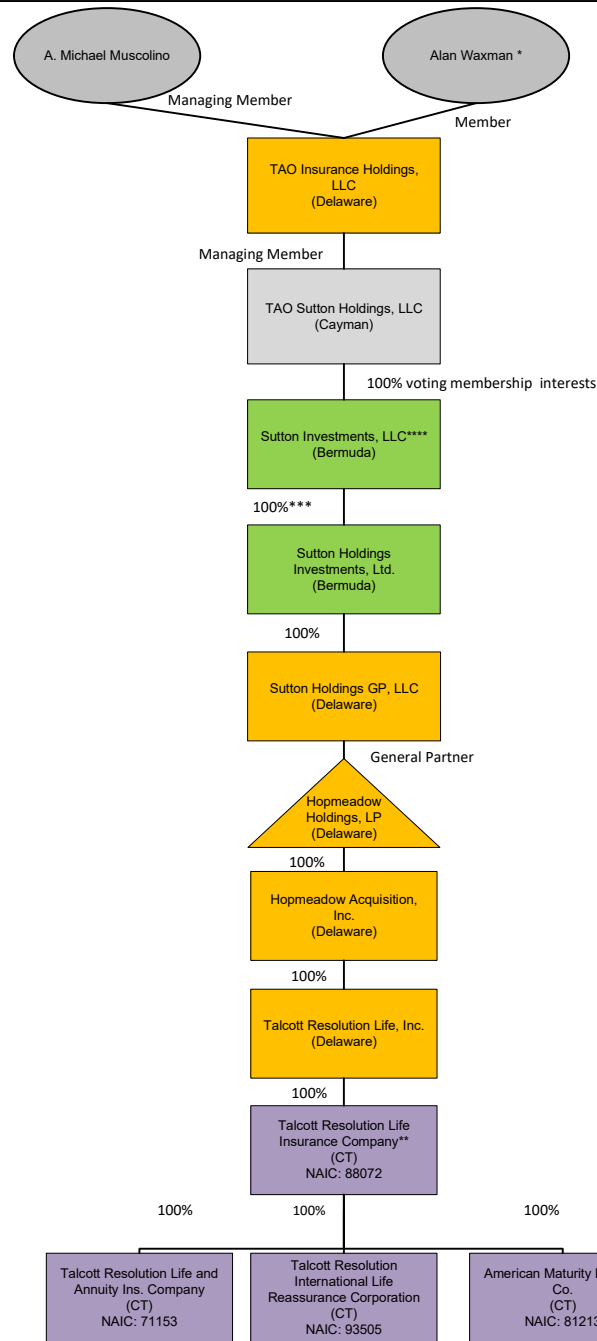 A. Michael Muscolino
Alan Waxman *
Managing Member
Member
TAO Insurance Holdings,
LLC
(Delaware)
Managing Member
TAO Sutton Holdings, LLC
(Cayman)
100% voting membership interests
Sutton Investments, LLC****
(Bermuda)
100%***
Sutton Holdings
Investments, Ltd.
(Bermuda)
100%
Sutton Holdings GP, LLC
(Delaware)
General Partner
Hopmeadow
Holdings, LP
(Delaware)
100%
Hopmeadow Acquisition,
Inc.
(Delaware)
100%
Talcott Resolution Life, Inc.
(Delaware)
100%
Talcott Resolution Life
Insurance Company**
(CT)
NAIC: 88072
100%
100%
100%
Talcott Resolution Life and
Annuity Ins. Company
(CT)
NAIC: 71153
Talcott Resolution
International Life
Reassurance Corporation
(CT)
NAIC: 93505
American Maturity
Co.
(CT)
NAIC: 81213